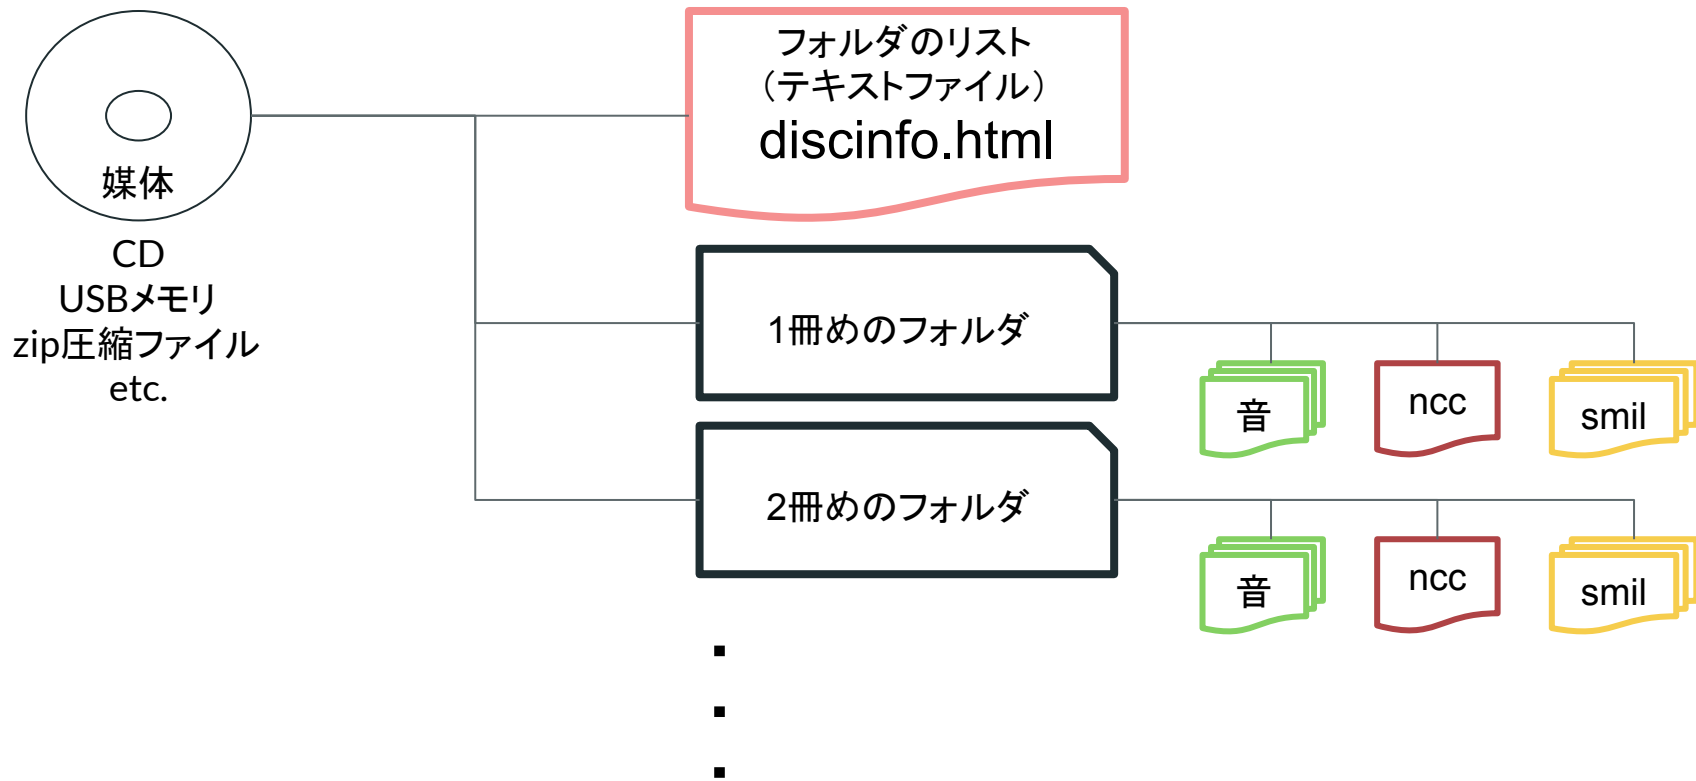 媒体
CD
USBメモリ
zip圧縮ファイル
etc.
フォルダのリスト
（テキストファイル）
discinfo.html
1冊めのフォルダ
音
ncc
smil
2冊めのフォルダ
音
ncc
smil
・
・
・